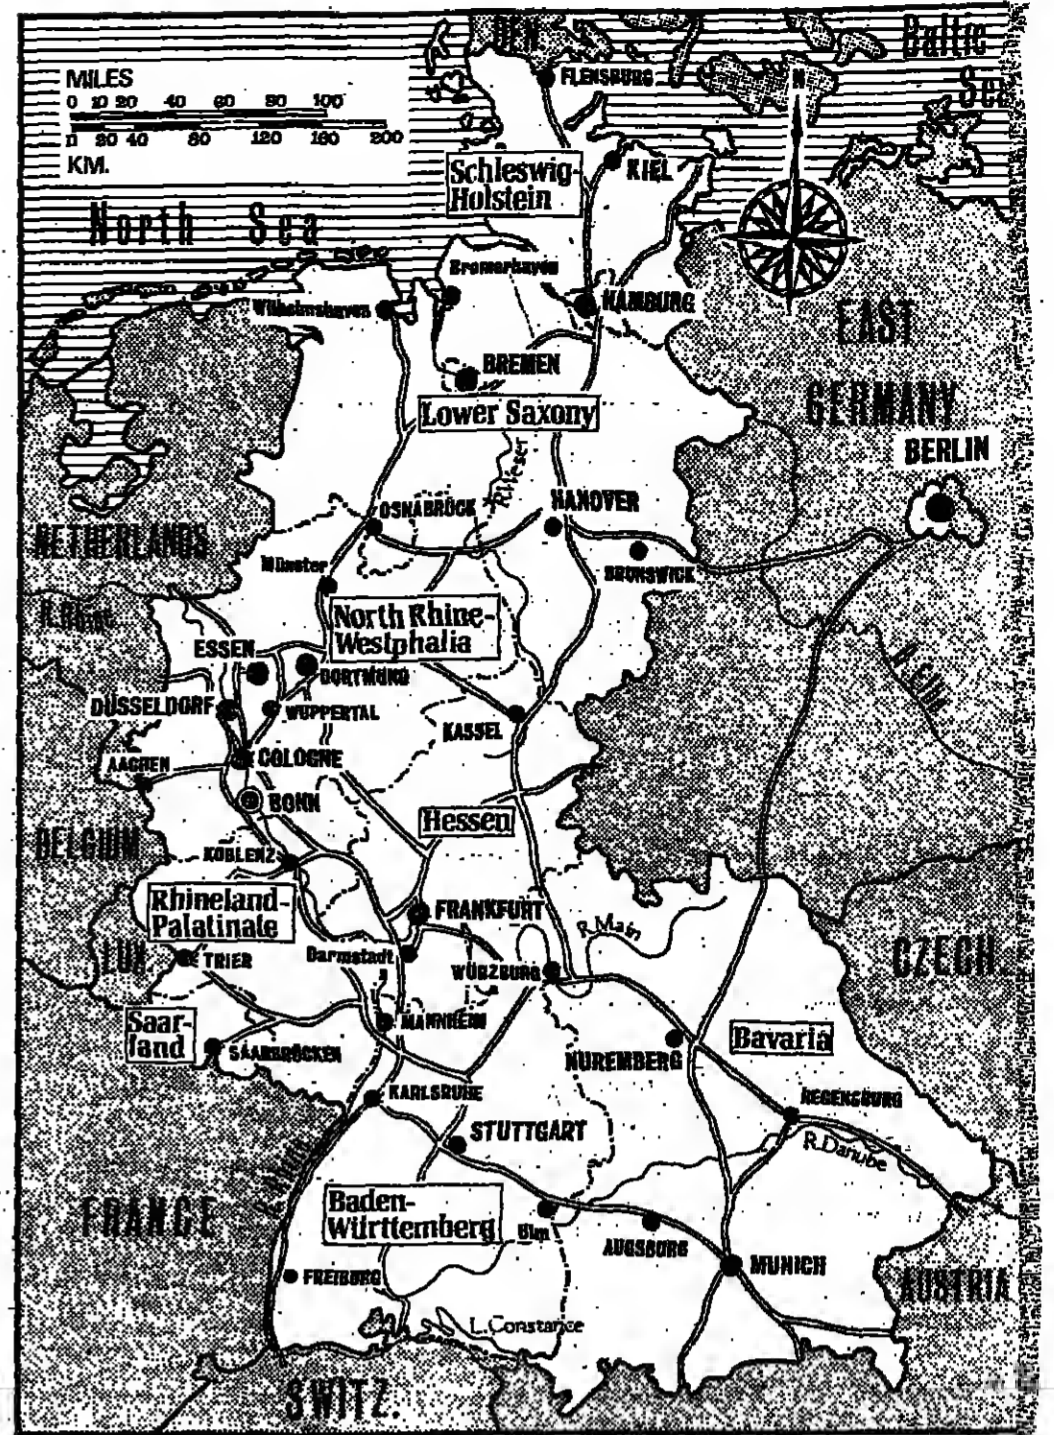 DEN.
Baltic
Sea
MILES
0 10 20 40 60 80 100
0 20 40 80 120 160 200
KM.
N
FLENSBURG
KIEL
Schleswig-
Holstein
North Sea
Bremerhaven
Wilhelmshaven
HAMBURG
EAST
GERMANY
BREMEN
Lower Saxony
BERLIN
R.Weser
HANOVER
OSNABRÜCK
NETHERLANDS
BRUNSWICK
Münster
R.Rhine
North Rhine-
Westphalia
ESSEN
DORTMUND
R.Elbe
DÜSSELDORF
WUPPERTAL
KASSEL
COLOGNE
AACHEN
BONN
Hessen
BELGIUM
KOBLENZ
Rhineland-
Palatinate
FRANKFURT
R.Main
LUX.
TRIER
Darmstadt
WÜRZBURG
CZECH.
Saar-
land
MANNHEIM
SAARBRÜCKEN
NUREMBERG
Bavaria
KARLSRUHE
REGENSBURG
STUTTGART
R.Danube
FRANCE
Baden-
Württemberg
Ulm
AUGSBURG
MUNICH
FREIBURG
AUSTRIA
L.Constance
SWITZ.